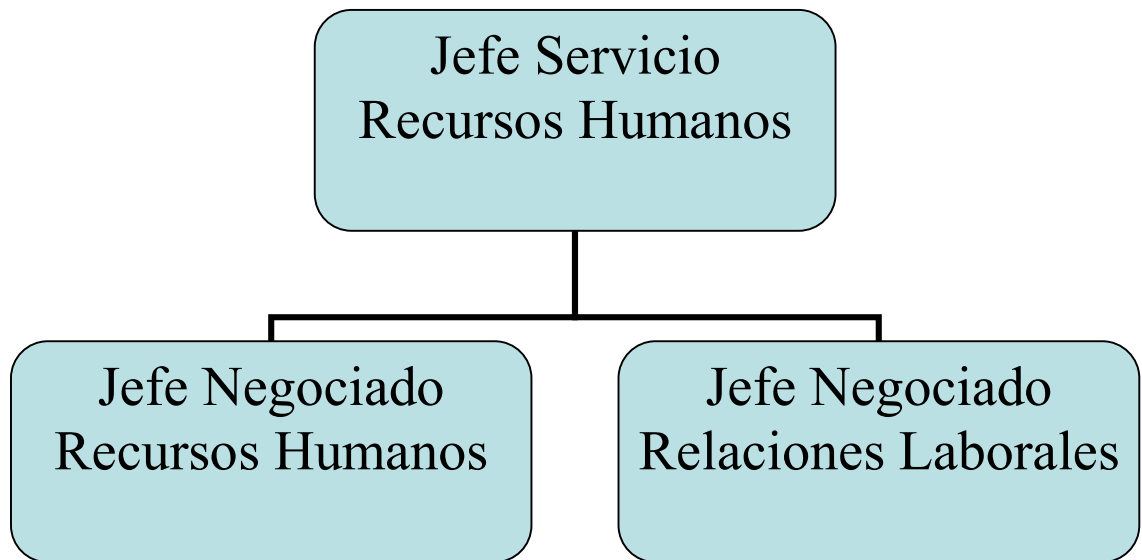 Jefe Servicio
Recursos Humanos
Jefe Negociado
Recursos Humanos
Jefe Negociado
Relaciones Laborales